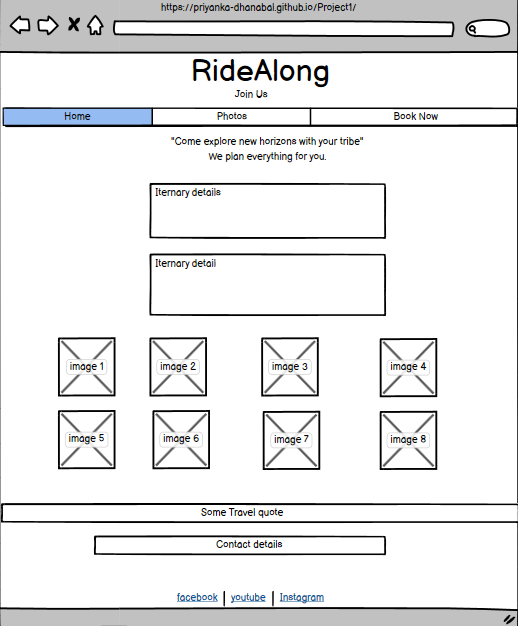 https://priyanka-dhanabal.github.io/Project1/
RideAlong
Join Us
Home Photos Book Now
"Come explore new horizons with your tribe"
We plan everything for you.
Iternary details
Iternary detail
image 1 image 2 image 3 image 4
image 5 image 6 image 7 image 8
Some Travel quote
Contact details
facebook | youtube | Instagram